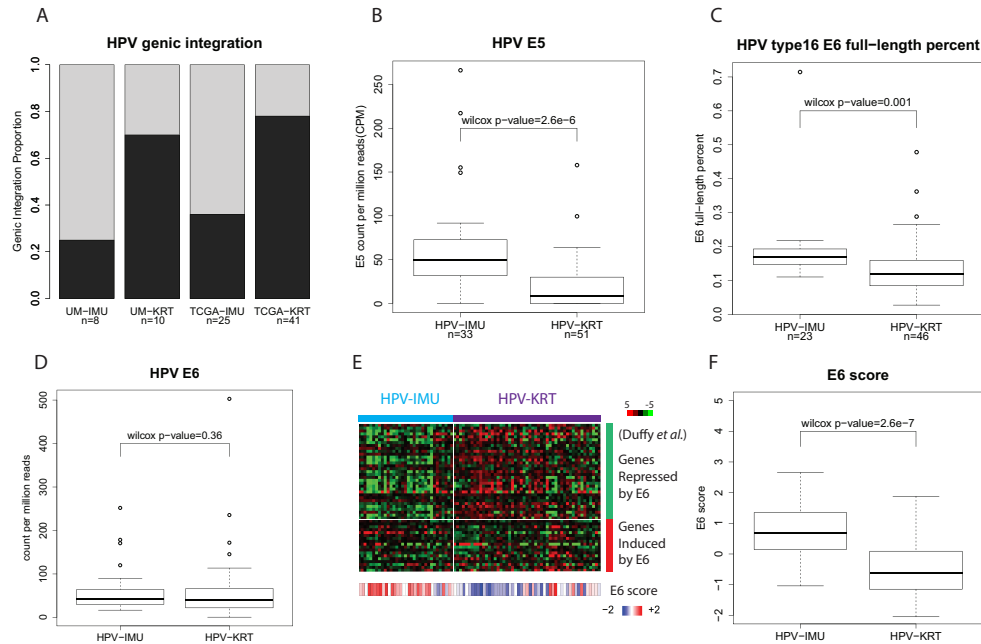 A
HPV genic integration
Genic Integration Proportion
0.0 0.2 0.4 0.6 0.8 1.0
UM-IMU UM-KRT TCGA-IMU TCGA-KRT
n=8 n=10 n=25 n=41
B
HPV E5
E5 count per million reads(CPM)
0 50 100 150 200 250
wilcox p-value=2.6e-6
HPV-IMU HPV-KRT
n=33 n=51
C
HPV type16 E6 full-length percent
E6 full-length percent
0.0 0.1 0.2 0.3 0.4 0.5 0.6 0.7
wilcox p-value=0.001
HPV-IMU HPV-KRT
n=23 n=46
D
HPV E6
count per million reads
0 100 200 300 400 500
wilcox p-value=0.36
HPV-IMU HPV-KRT
E
HPV-IMU HPV-KRT
5 -5
(Duffy et al.)
Genes
Repressed
by E6
Genes
Induced
by E6
E6 score
−2 +2
F
E6 score
E6 score
−2 −1 0 1 2 3 4 5
wilcox p-value=2.6e−7
HPV-IMU HPV-KRT